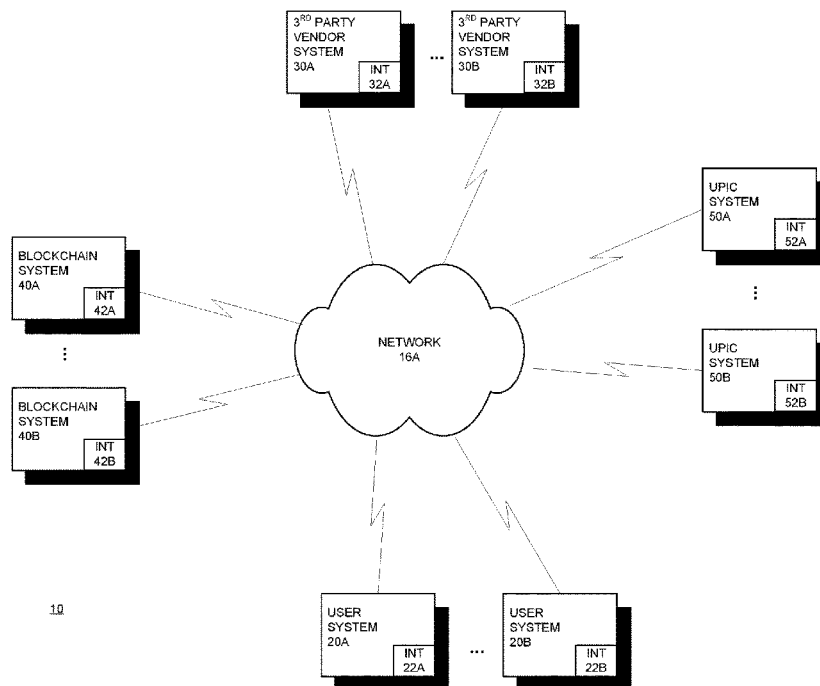 3RD PARTY
VENDOR
SYSTEM
30A
INT
32A
...
3RD PARTY
VENDOR
SYSTEM
30B
INT
32B
UPIC
SYSTEM
50A
INT
52A
...
UPIC
SYSTEM
50B
INT
52B
BLOCKCHAIN
SYSTEM
40A
INT
42A
...
BLOCKCHAIN
SYSTEM
40B
INT
42B
NETWORK
16A
10
USER
SYSTEM
20A
INT
22A
...
USER
SYSTEM
20B
INT
22B